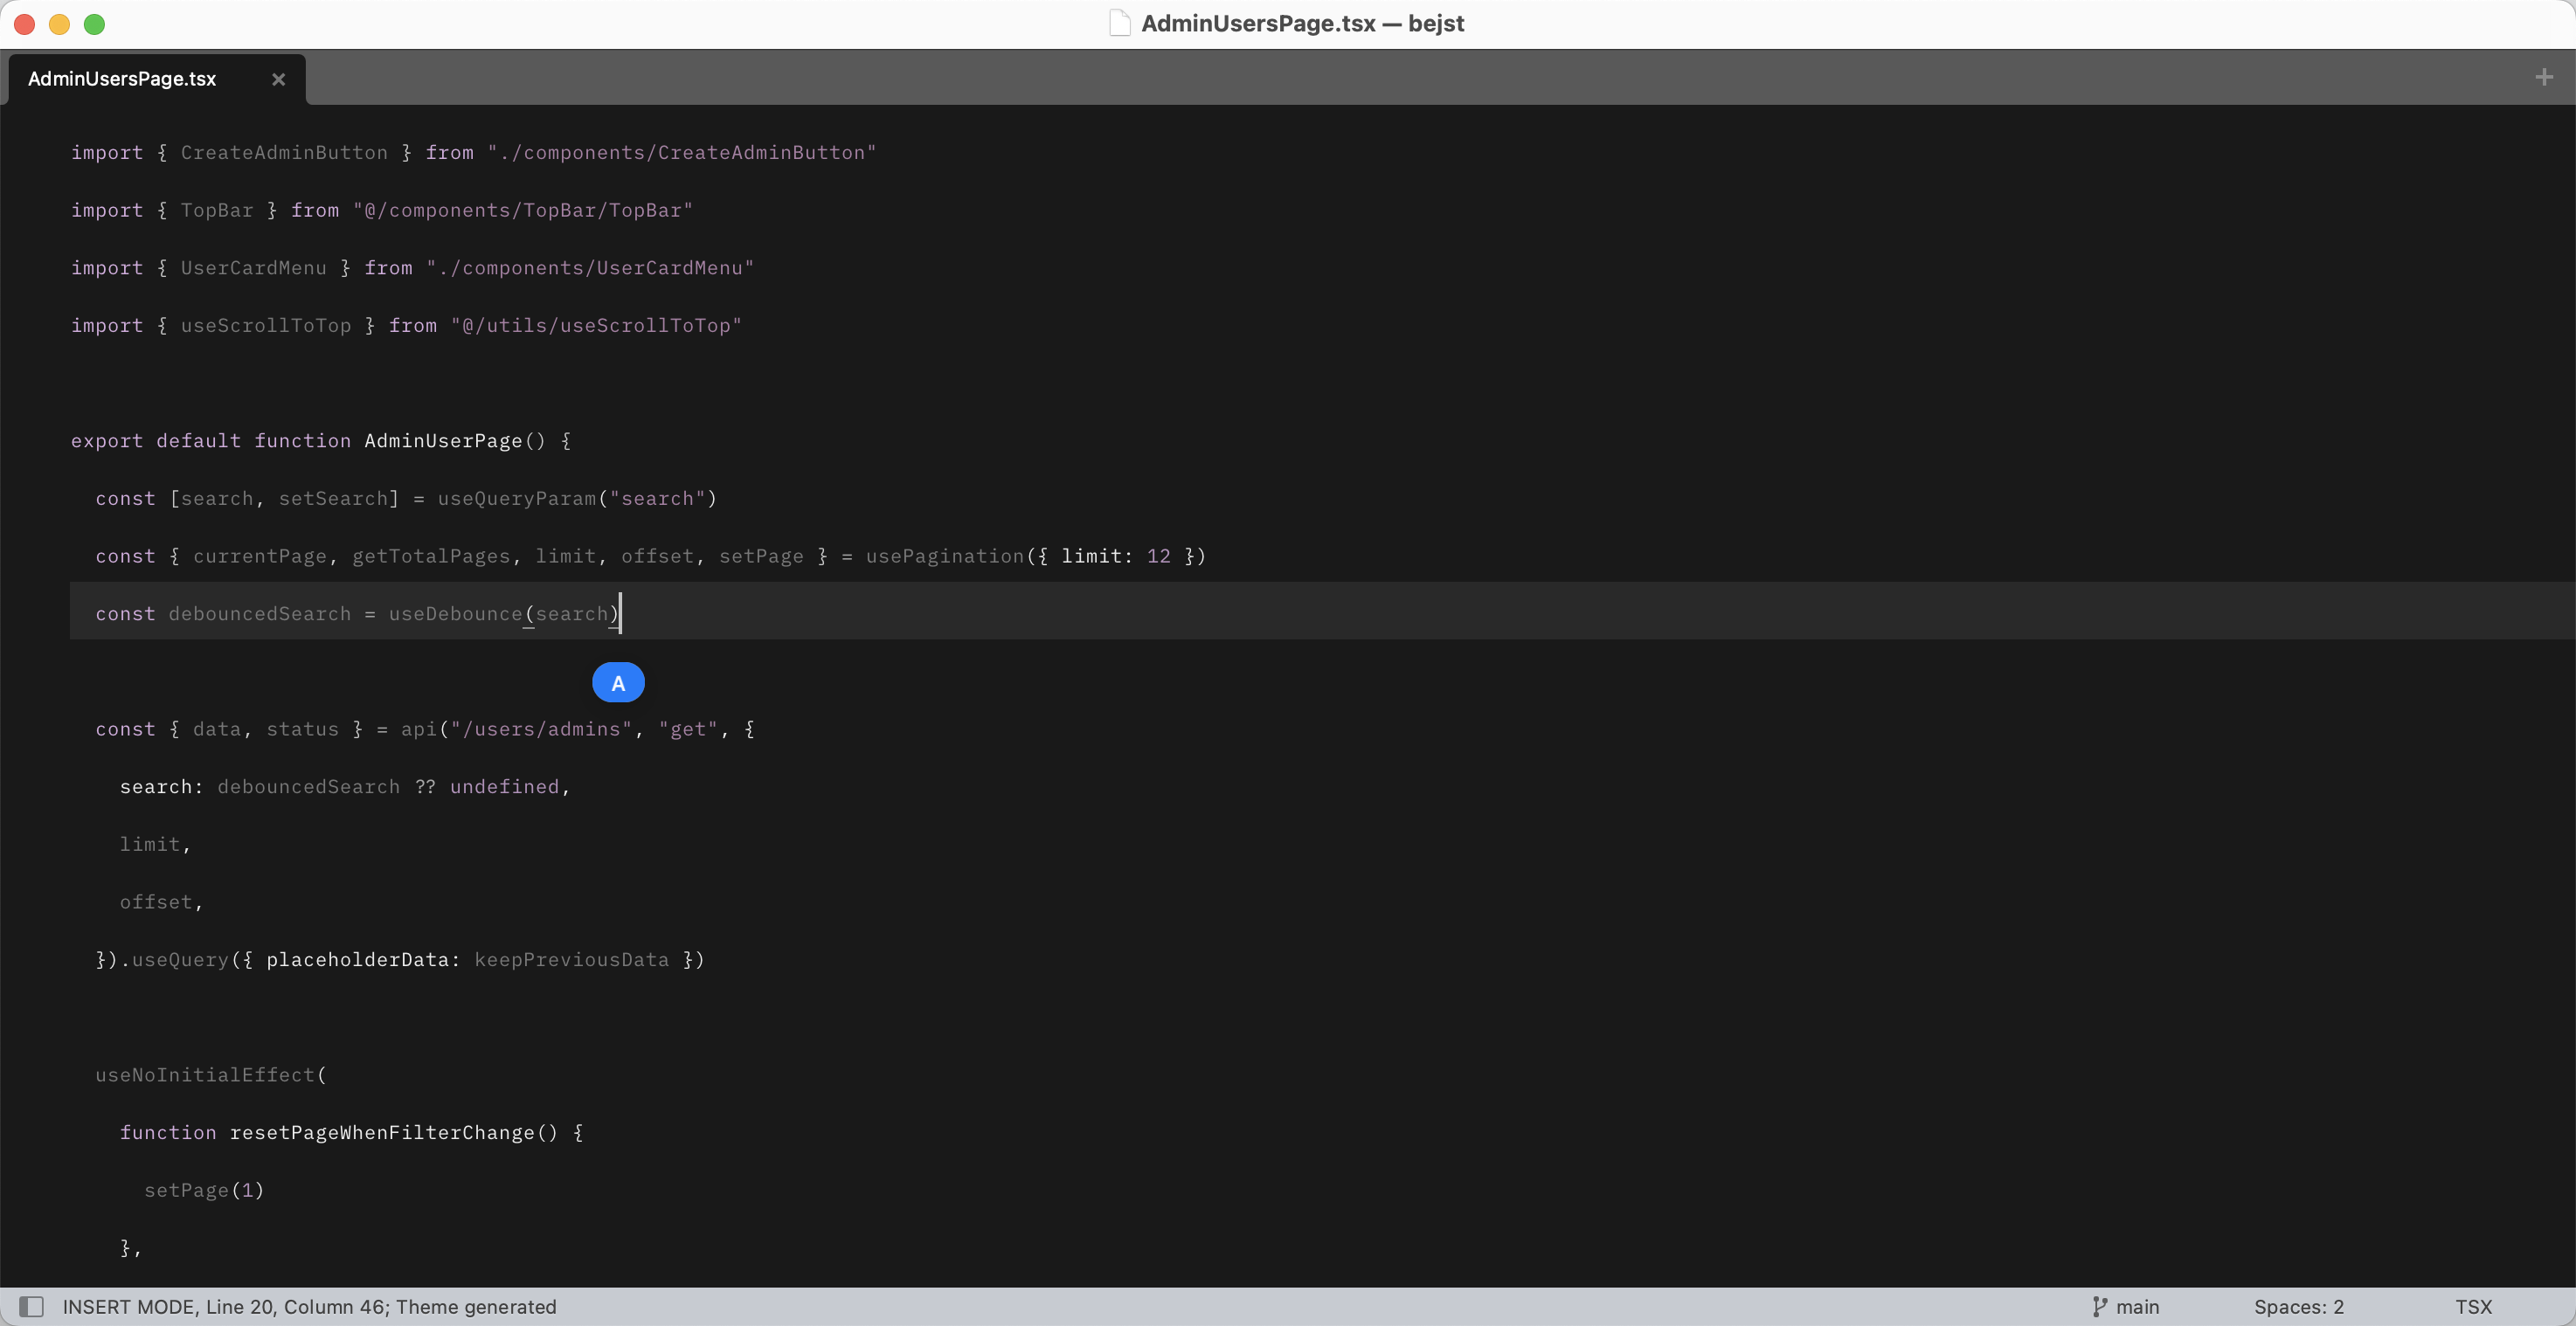 AdminUsersPage.tsx — bejst
AdminUsersPage.tsx
import { CreateAdminButton } from "./components/CreateAdminButton"
import { TopBar } from "@/components/TopBar/TopBar"
import { UserCardMenu } from "./components/UserCardMenu"
import { useScrollToTop } from "@/utils/useScrollToTop"
export default function AdminUserPage() {
const [search, setSearch] = useQueryParam("search")
const { currentPage, getTotalPages, limit, offset, setPage } = usePagination({ limit: 12 })
const debouncedSearch = useDebounce(search)
A
const { data, status } = api("/users/admins", "get", {
search: debouncedSearch ?? undefined,
limit,
offset,
}).useQuery({ placeholderData: keepPreviousData })
useNoInitialEffect(
function resetPageWhenFilterChange() {
setPage(1)
},
INSERT MODE, Line 20, Column 46; Theme generated
main
Spaces: 2
TSX